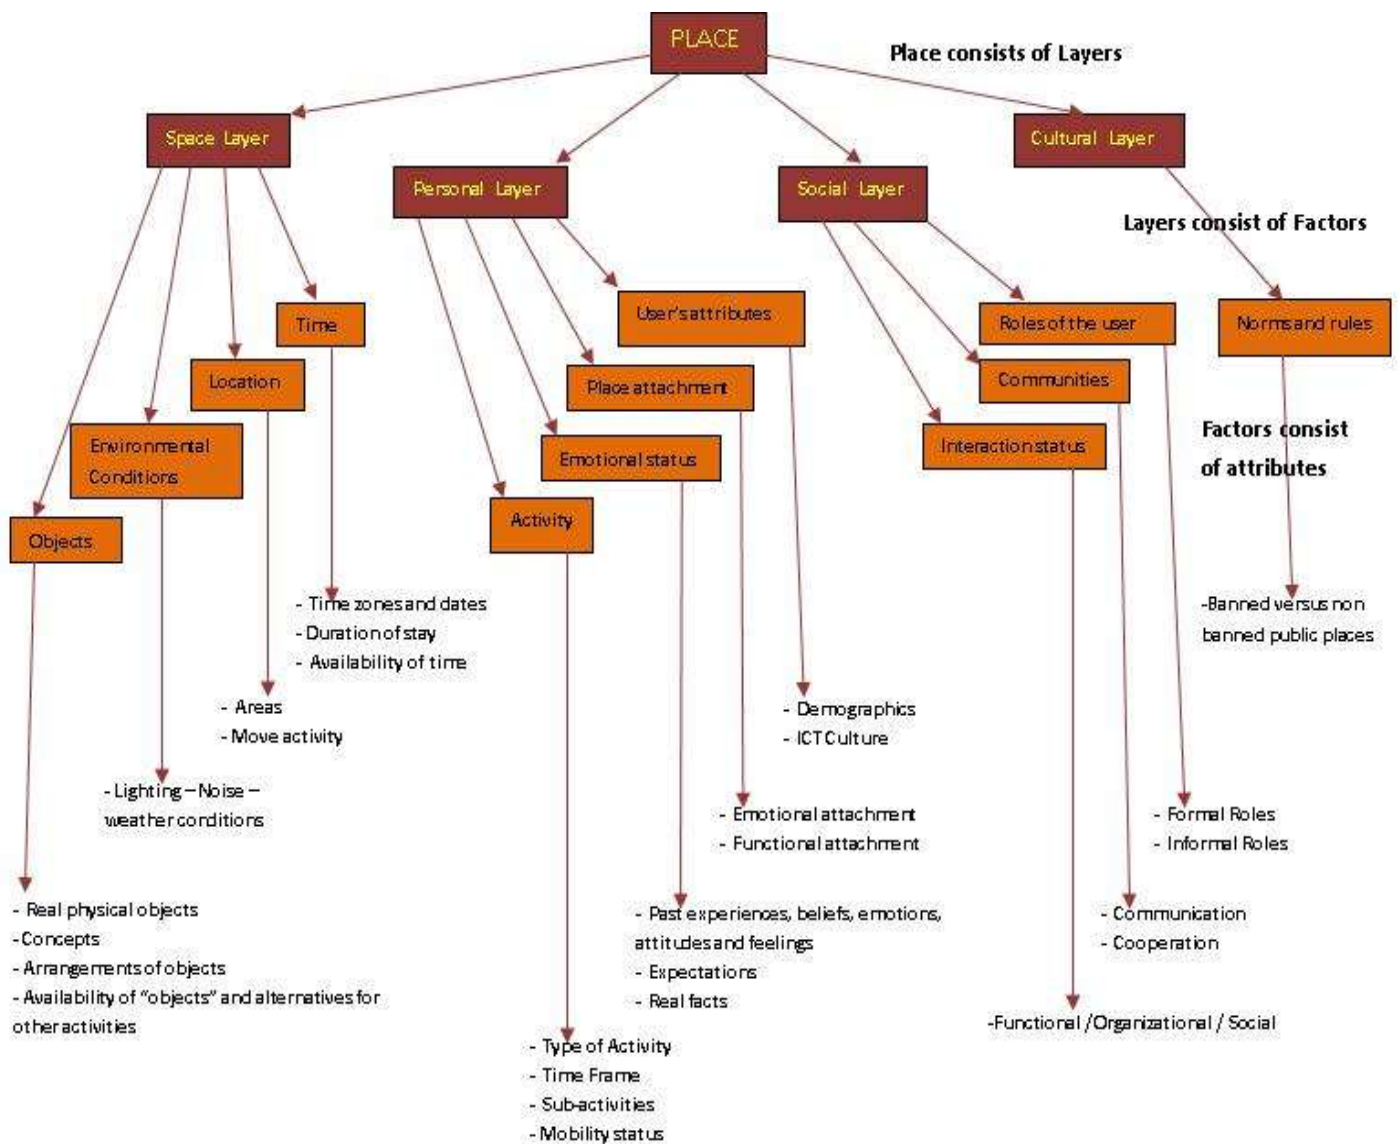 PLACE
Place consists of Layers
Space Layer
Cultural Layer
Personal Layer
Social Layer
Layers consist of Factors
Time
User's attributes
Roles of the user
Norms and rules
Location
Place attachment
Communities
Environmental
Conditions
Emotional status
Interaction status
Factors consist
of attributes
Objects
Activity
- Time zones and dates
- Duration of stay
- Availability of time
-Banned versus non
banned public places
- Areas
- Move activity
- Demographics
- ICT Culture
- Lighting – Noise –
weather conditions
- Emotional attachment
- Functional attachment
- Formal Roles
- Informal Roles
- Real physical objects
- Concepts
- Arrangements of objects
- Availability of "objects" and alternatives for
other activities
- Past experiences, beliefs, emotions,
attitudes and feelings
- Expectations
- Real facts
- Communication
- Cooperation
-Functional /Organizational / Social
- Type of Activity
- Time Frame
- Sub-activities
- Mobility status